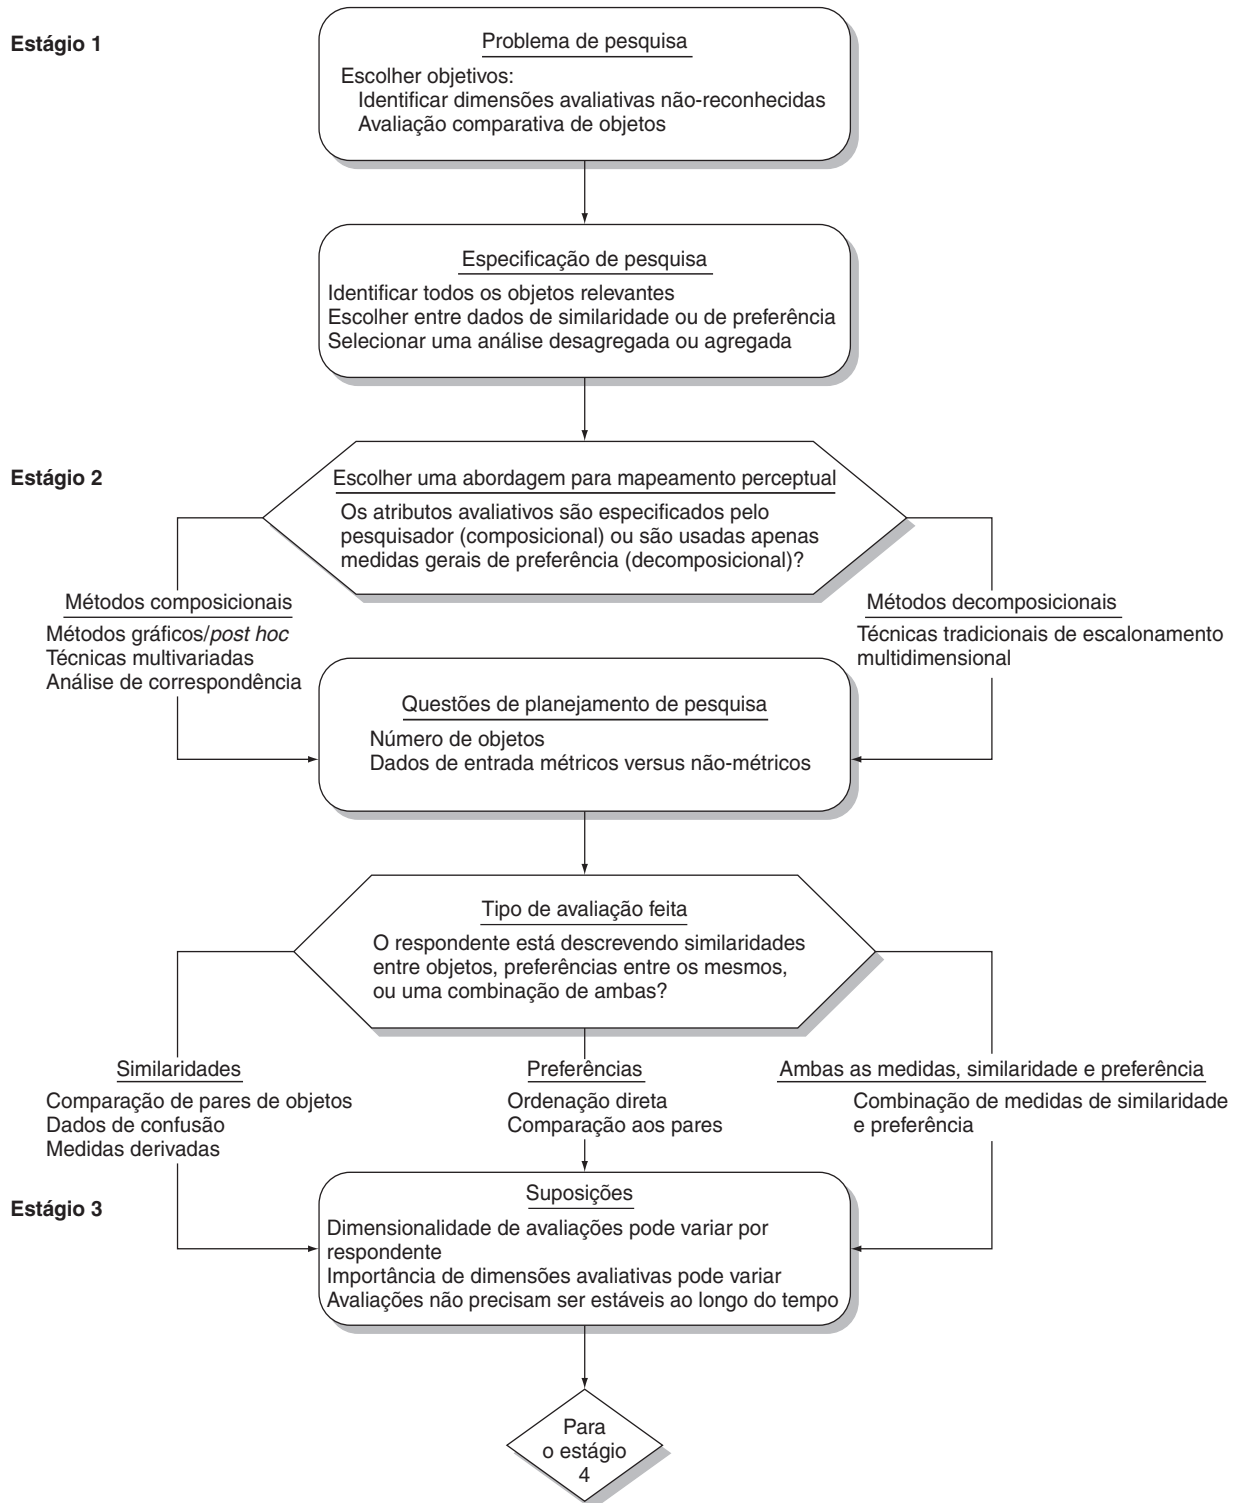 Estágio 1
Problema de pesquisa
Escolher objetivos:
Identificar dimensões avaliativas não-reconhecidas
Avaliação comparativa de objetos
Especificação de pesquisa
Identificar todos os objetos relevantes
Escolher entre dados de similaridade ou de preferência
Selecionar uma análise desagregada ou agregada
Estágio 2
Escolher uma abordagem para mapeamento perceptual
Os atributos avaliativos são especificados pelo
pesquisador (composicional) ou são usadas apenas
medidas gerais de preferência (decomposicional)?
Métodos composicionais
Métodos gráficos/post hoc
Técnicas multivariadas
Análise de correspondência
Métodos decomposicionais
Técnicas tradicionais de escalonamento
multidimensional
Questões de planejamento de pesquisa
Número de objetos
Dados de entrada métricos versus não-métricos
Tipo de avaliação feita
O respondente está descrevendo similaridades
entre objetos, preferências entre os mesmos,
ou uma combinação de ambas?
Similaridades
Comparação de pares de objetos
Dados de confusão
Medidas derivadas
Preferências
Ordenação direta
Comparação aos pares
Ambas as medidas, similaridade e preferência
Combinação de medidas de similaridade
e preferência
Estágio 3
Suposições
Dimensionalidade de avaliações pode variar por
respondente
Importância de dimensões avaliativas pode variar
Avaliações não precisam ser estáveis ao longo do tempo
Para
o estágio
4